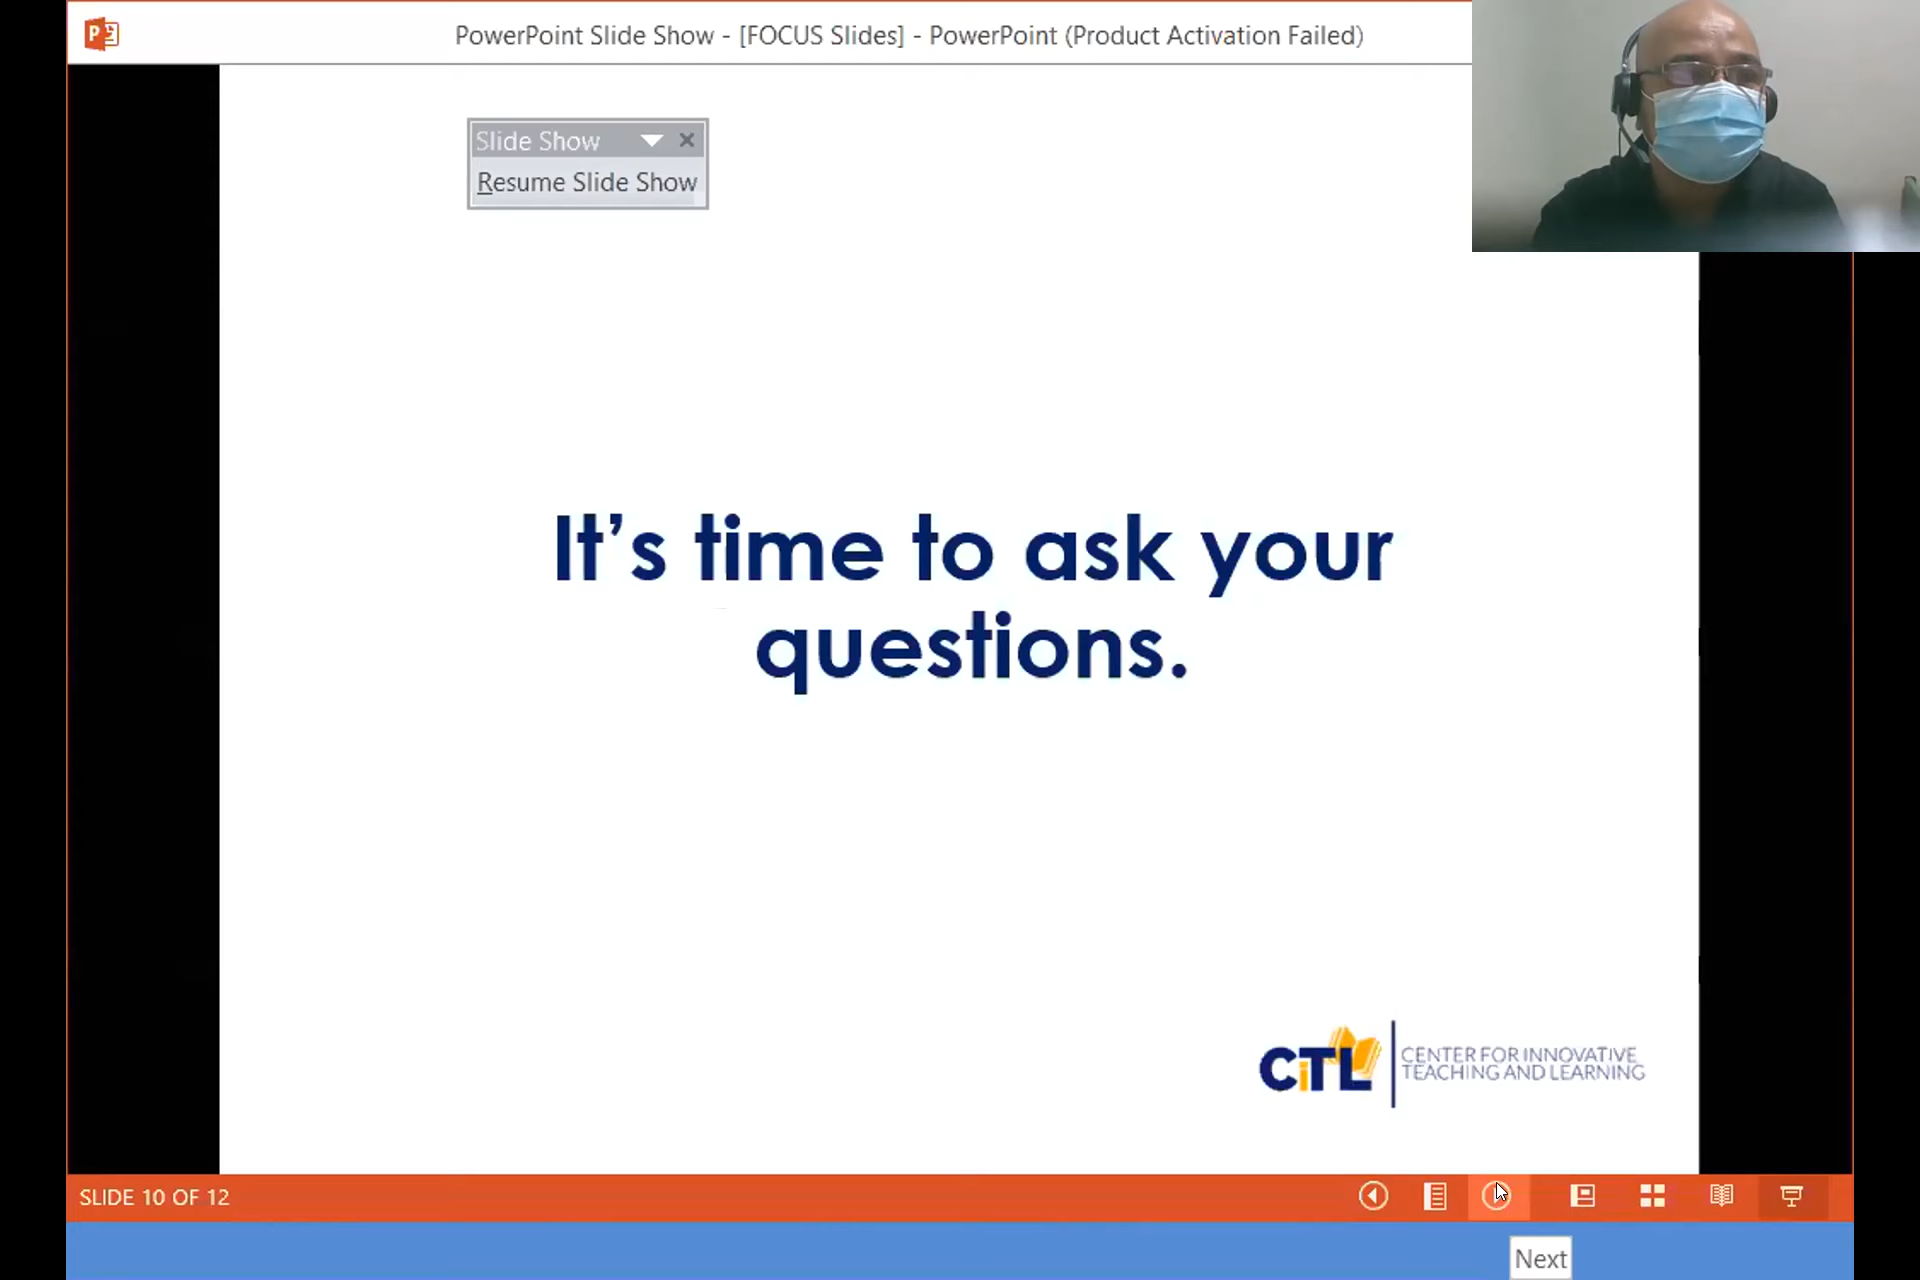 PowerPoint Slide Show - [FOCUS Slides] - PowerPoint (Product Activation Failed)
Slide Show
Resume Slide Show
It's time to ask your
questions.
CiTL
CENTER FOR INNOVATIVE
TEACHING AND LEARNING
SLIDE 10 OF 12
Next